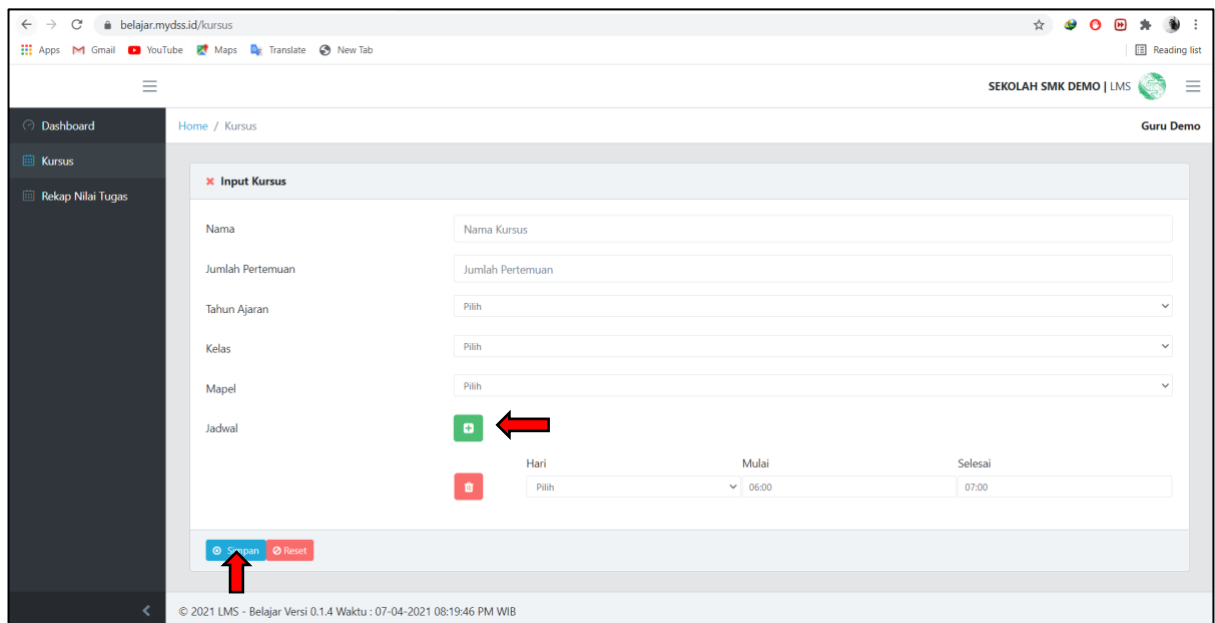 belajar.mydss.id/kursus
Apps Gmail YouTube Maps Translate New Tab Reading list
SEKOLAH SMK DEMO | LMS
Dashboard
Home / Kursus
Guru Demo
Kursus
Rekap Nilai Tugas
Input Kursus
Nama
Nama Kursus
Jumlah Pertemuan
Jumlah Pertemuan
Tahun Ajaran
Pilih
Kelas
Pilih
Mapel
Pilih
Jadwal
Hari Mulai Selesai
Pilih 06:00 07:00
Simpan Reset
© 2021 LMS - Belajar Versi 0.1.4 Waktu : 07-04-2021 08:19:46 PM WIB